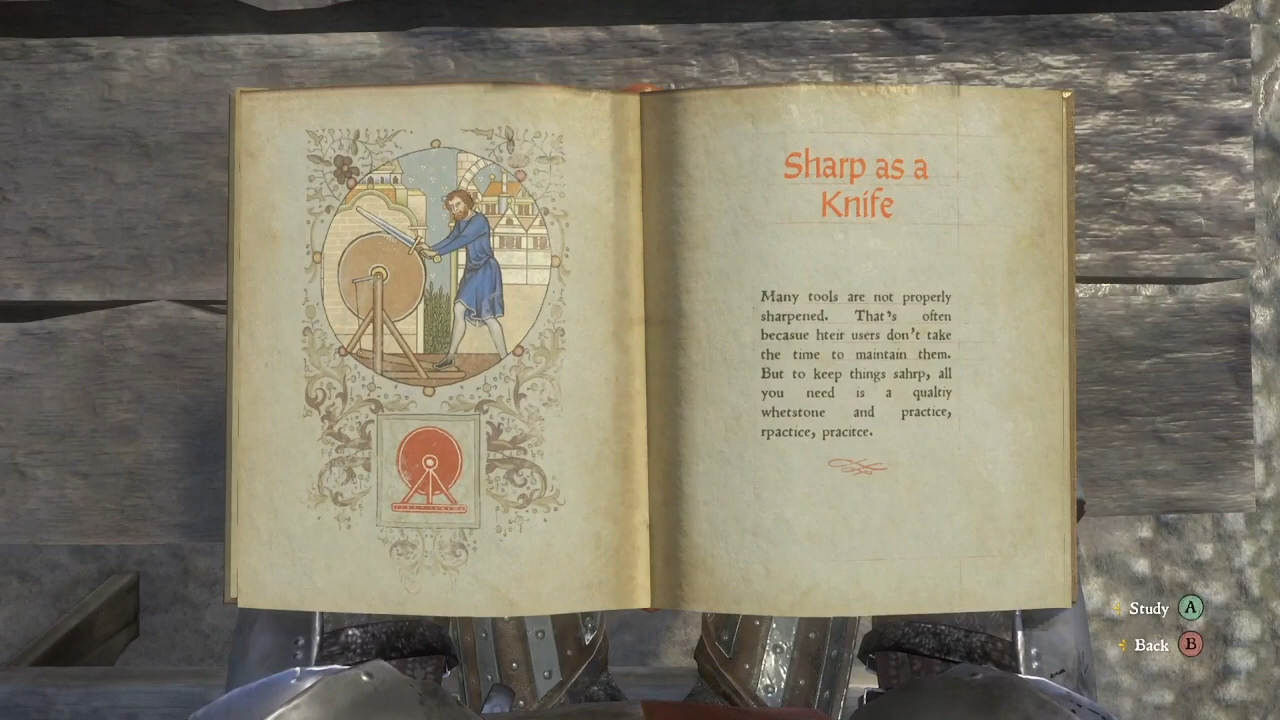 Sharp as a
Knife
Many tools are not properly
sharpened. That's often
becasue hteir users don't take
the time to maintain them.
But to keep things sahrp, all
you need is a qualtiy
whetstone and practice,
rpactice, pracitce.
Study A
Back B